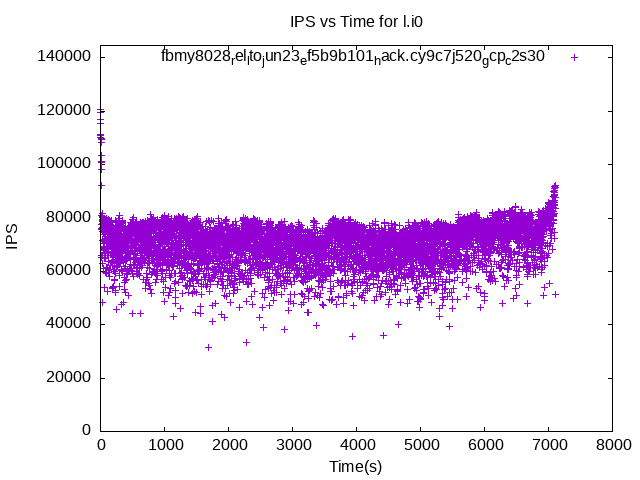 IPS vs Time for l.i0
fbmy8028relltojun23ef5b9b101hack.cy9c7j520gcpc2s30
140000
120000
100000
80000
60000
40000
20000
0
IPS
0 1000 2000 3000 4000 5000 6000 7000 8000
Time(s)